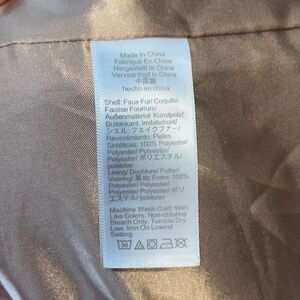 Made In China
Fabriqué En China
Hergestellt In China
Vervaardigd In China
中国製
hecho en china
Shell: Faux Fur/ Coquille:
Fausse Fourrure/
Außenmaterial: Kunstpelz/
Buitenkant: Imitatiebont/
シェル: フェイクファー/
Revestimiento: Pieles
Sintéticas: 100% Polyester/
Polyester/ Polyester/
Polyester/ ポリエステル/
poliéster
Lining/ Doublure/ Futter/
Voering/ 裏地/ Forro: 100%
Polyester/ Polyester/
Polyester/ Polyester/ ポリ
エステル/ poliéster
Machine Wash Cold, With
Like Colors. Non-chlorine
Bleach Only. Tumble Dry
Low. Iron On Lowest
Setting.